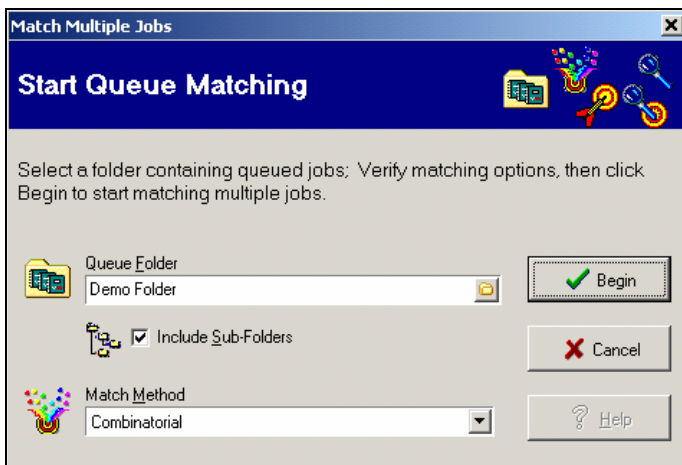 Match Multiple Jobs
Start Queue Matching
Select a folder containing queued jobs; Verify matching options, then click
Begin to start matching multiple jobs.
Queue Folder
Demo Folder
Begin
Include Sub-Folders
Cancel
Match Method
Combinatorial
Help